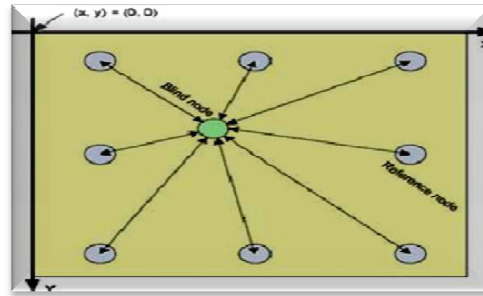 (x, y) = (0, 0)
X
Blind node
Reference node
Y